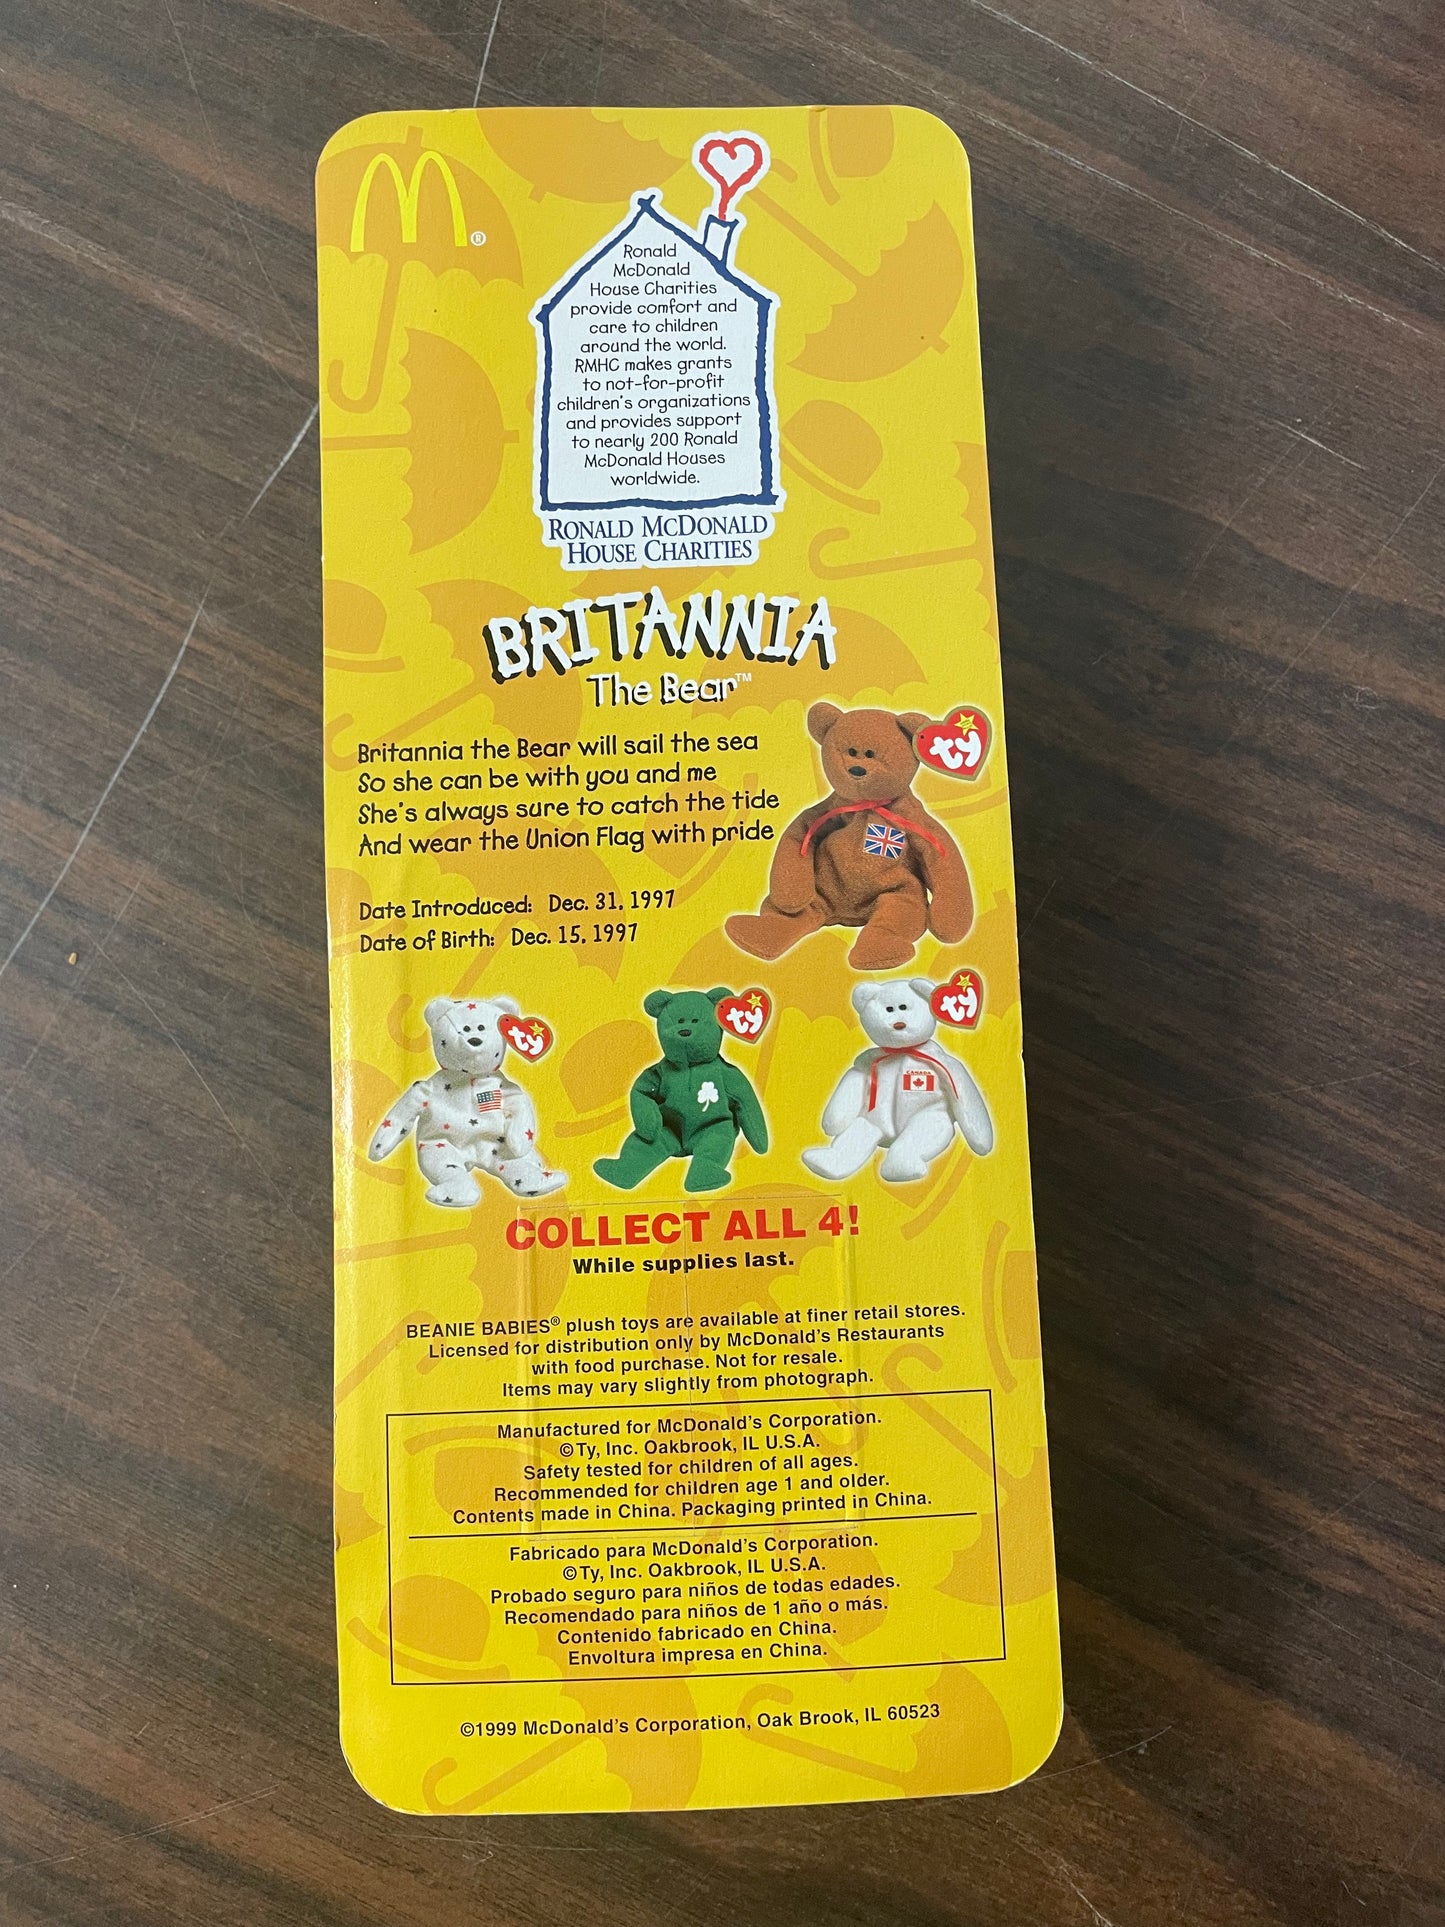 M®
Ronald
McDonald
House Charities
provide comfort and
care to children
around the world.
RMHC makes grants
to not-for-profit
children's organizations
and provides support
to nearly 200 Ronald
McDonald Houses
worldwide.
RONALD MCDONALD
HOUSE CHARITIES
BRITANNIA
The Bear™
Britannia the Bear will sail the sea
So she can be with you and me
She's always sure to catch the tide
And wear the Union Flag with pride
ty
Date Introduced: Dec. 31, 1997
Date of Birth: Dec. 15, 1997
ty
ty
ty
CANADA
COLLECT ALL 4!
While supplies last.
BEANIE BABIES® plush toys are available at finer retail stores.
Licensed for distribution only by McDonald's Restaurants
with food purchase. Not for resale.
Items may vary slightly from photograph.
Manufactured for McDonald's Corporation.
©Ty, Inc. Oakbrook, IL U.S.A.
Safety tested for children of all ages.
Recommended for children age 1 and older.
Contents made in China. Packaging printed in China.
Fabricado para McDonald's Corporation.
©Ty, Inc. Oakbrook, IL U.S.A.
Probado seguro para niños de todas edades.
Recomendado para niños de 1 año o más.
Contenido fabricado en China.
Envoltura impresa en China.
©1999 McDonald's Corporation, Oak Brook, IL 60523